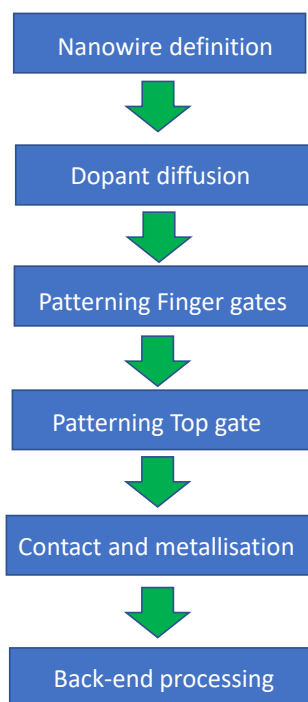 Nanowire definition
Dopant diffusion
Patterning Finger gates
Patterning Top gate
Contact and metallisation
Back-end processing